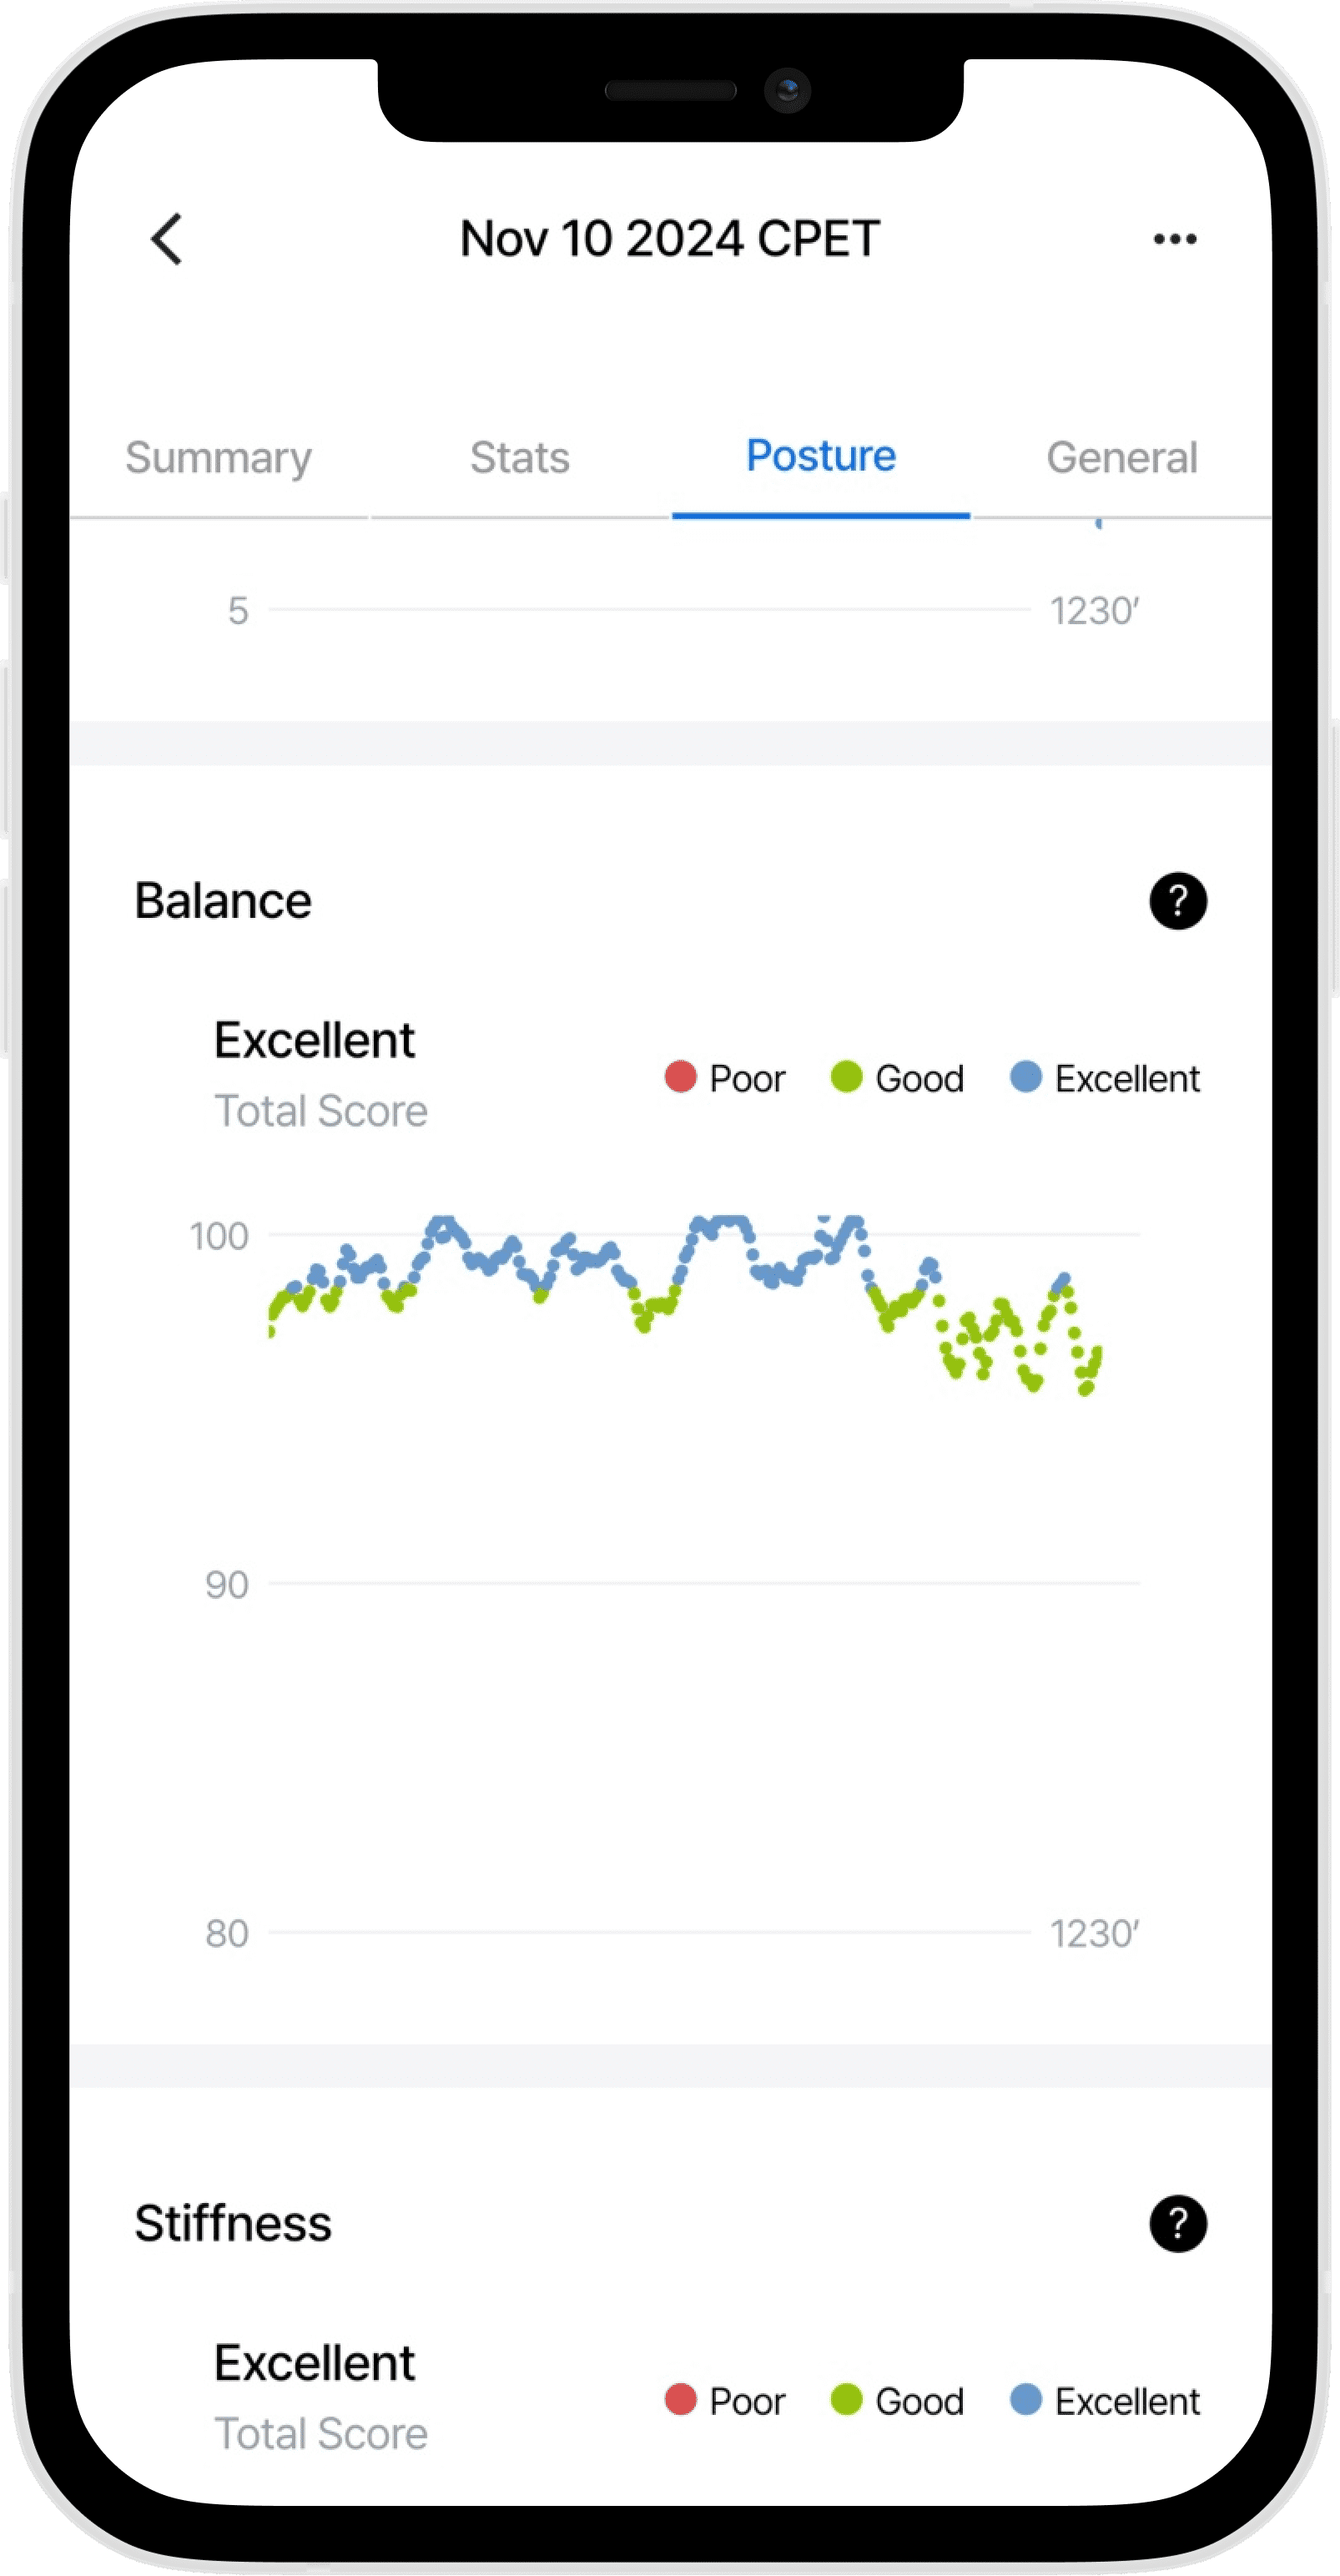 Nov 10 2024 CPET
Summary
Stats
Posture
General
5
1230′
Balance
?
Excellent
Total Score
Poor
Good
Excellent
100
90
80
1230′
Stiffness
?
Excellent
Total Score
Poor
Good
Excellent